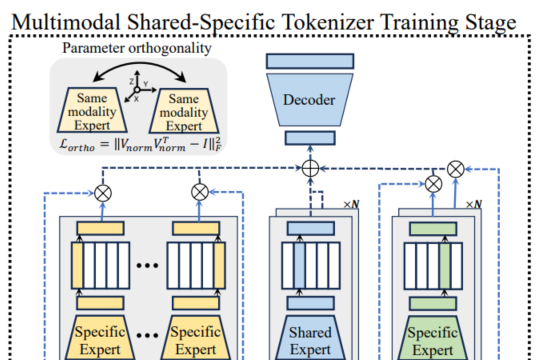 Multimodal Shared-Specific Tokenizer Training Stage
Parameter orthogonality
Same
modality
Expert
Z
Y
X
Same
modality
Expert
ℒ_ortho = ‖V_norm V_norm^T − I‖_F^2
Decoder
×N
×N
Specific
Expert
Specific
Expert
Shared
Expert
Specific
Expert